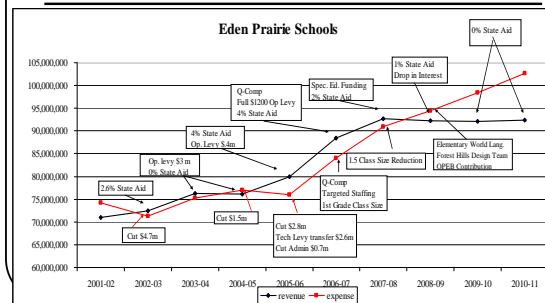 Eden Prairie Schools
0% State Aid
1% State Aid
Drop in Interest
Spec. Ed. Funding
2% State Aid
Q-Comp
Full $1200 Op Levy
4% State Aid
4% State Aid
Op. Levy $.4m
Op. levy $3 m
0% State Aid
2.6% State Aid
Cut $4.7m
Cut $1.5m
Cut $2.8m
Tech Levy transfer $2.6m
Cut Admin $0.7m
Q-Comp
Targeted Staffing
1st Grade Class Size
1.5 Class Size Reduction
Elementary World Lang.
Forest Hills Design Team
OPEB Contribution
105,000,000
100,000,000
95,000,000
90,000,000
85,000,000
80,000,000
75,000,000
70,000,000
65,000,000
60,000,000
2001-02 2002-03 2003-04 2004-05 2005-06 2006-07 2007-08 2008-09 2009-10 2010-11
revenue expense